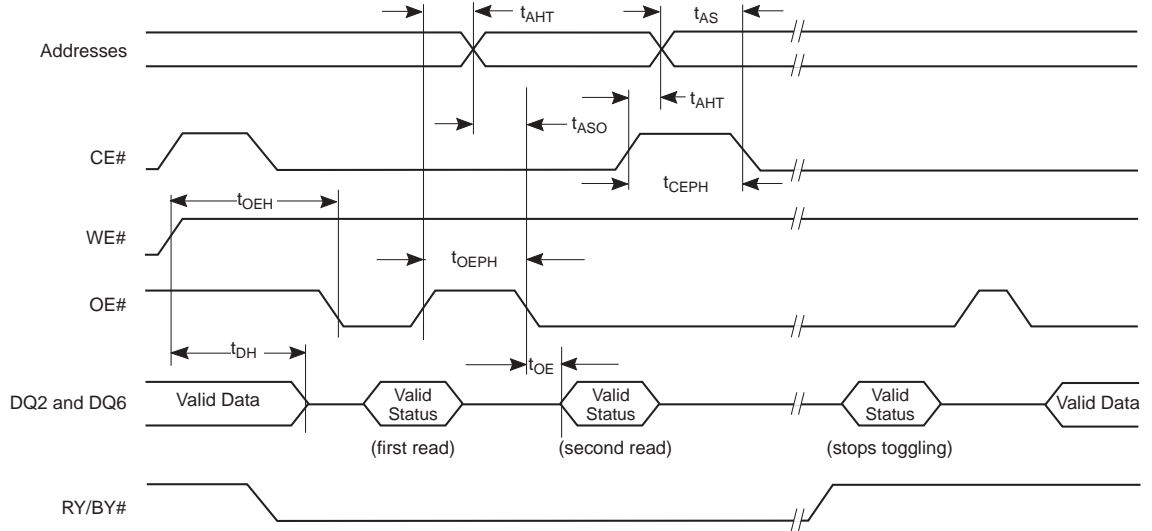 tAHT
tAS
Addresses
tAHT
tASO
CE#
tCEPH
tOEH
WE#
tOEPH
OE#
tDH
tOE
DQ2 and DQ6
Valid Data
Valid
Status
Valid
Status
Valid
Status
Valid Data
(first read)
(second read)
(stops toggling)
RY/BY#